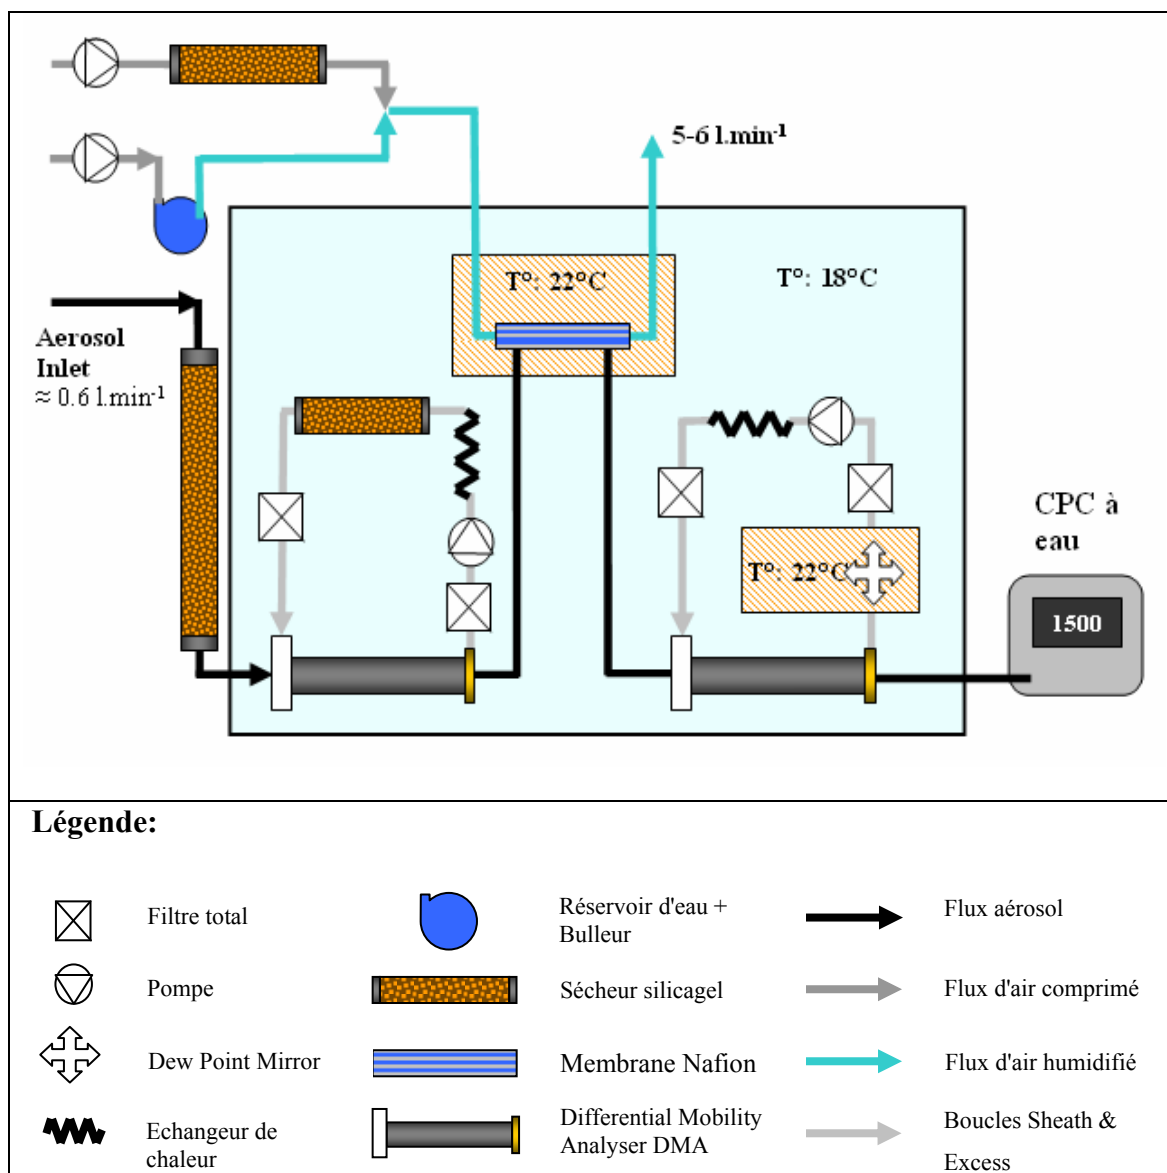 5-6 l.min-1
T°: 22°C
T°: 18°C
Aerosol
Inlet
≈ 0.6 l.min-1
CPC à
eau
T°: 22°C
1500
Légende:
Filtre total
Réservoir d'eau +
Bulleur
Flux aérosol
Pompe
Sécheur silicagel
Flux d'air comprimé
Dew Point Mirror
Membrane Nafion
Flux d'air humidifié
Echangeur de
chaleur
Differential Mobility
Analyser DMA
Boucles Sheath &
Excess